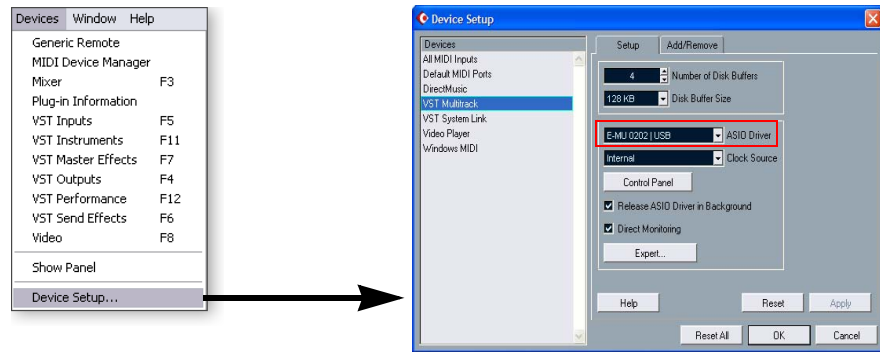 Devices Window Help
Generic Remote
MIDI Device Manager
Mixer F3
Plug-in Information
VST Inputs F5
VST Instruments F11
VST Master Effects F7
VST Outputs F4
VST Performance F12
VST Send Effects F6
Video F8
Show Panel
Device Setup...
Device Setup
Devices
All MIDI Inputs
Default MIDI Ports
DirectMusic
VST Multitrack
VST System Link
Video Player
Windows MIDI
Setup Add/Remove
4 Number of Disk Buffers
128 KB Disk Buffer Size
E-MU 0202 | USB ASIO Driver
Internal Clock Source
Control Panel
Release ASIO Driver in Background
Direct Monitoring
Expert...
Help Reset Apply
Reset All OK Cancel